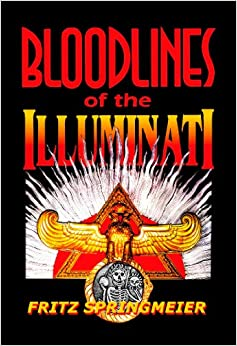 BLOODLINES
of the
ILLUMINATI
FRITZ SPRINGMEIER